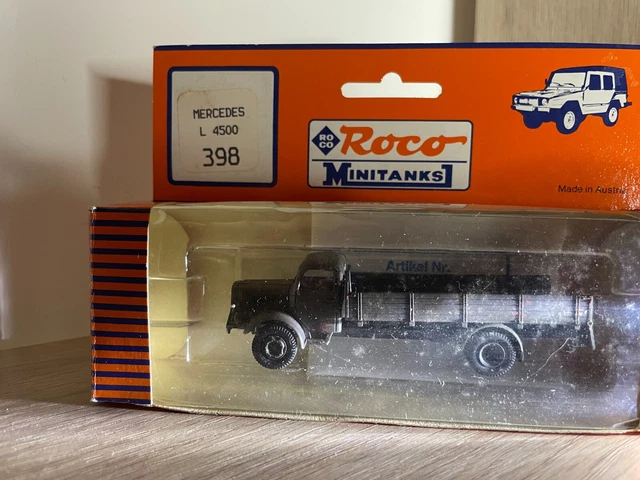 MERCEDES
L 4500
398
RO
CO
Roco
MINITANKS
Made in Austria
Artikel Nr.